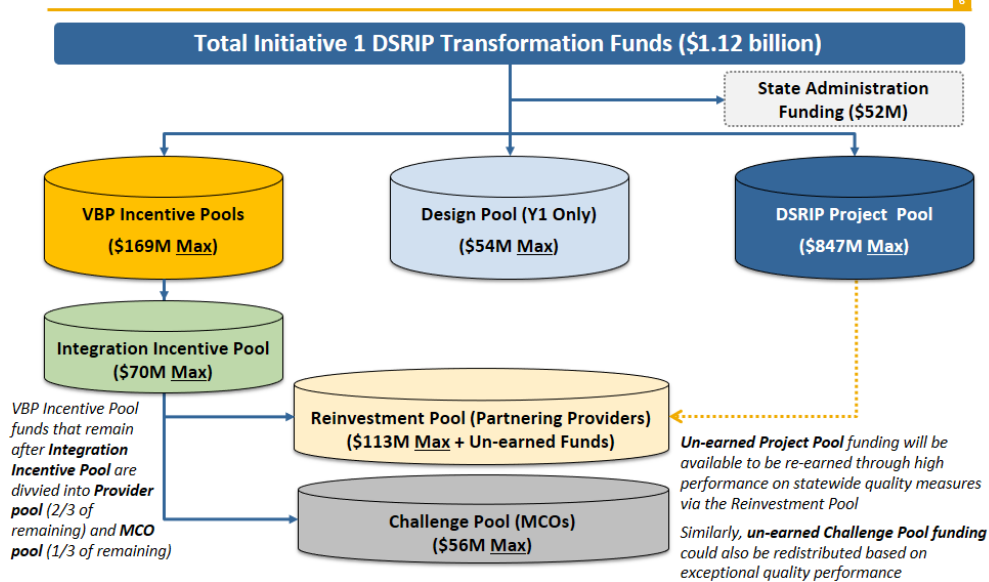 6
Total Initiative 1 DSRIP Transformation Funds ($1.12 billion)
State Administration
Funding ($52M)
VBP Incentive Pools
($169M Max)
Design Pool (Y1 Only)
($54M Max)
DSRIP Project Pool
($847M Max)
Integration Incentive Pool
($70M Max)
VBP Incentive Pool
funds that remain
after Integration
Incentive Pool are
divvied into Provider
pool (2/3 of
remaining) and MCO
pool (1/3 of remaining)
Reinvestment Pool (Partnering Providers)
($113M Max + Un-earned Funds)
Challenge Pool (MCOs)
($56M Max)
Un-earned Project Pool funding will be
available to be re-earned through high
performance on statewide quality measures
via the Reinvestment Pool
Similarly, un-earned Challenge Pool funding
could also be redistributed based on
exceptional quality performance